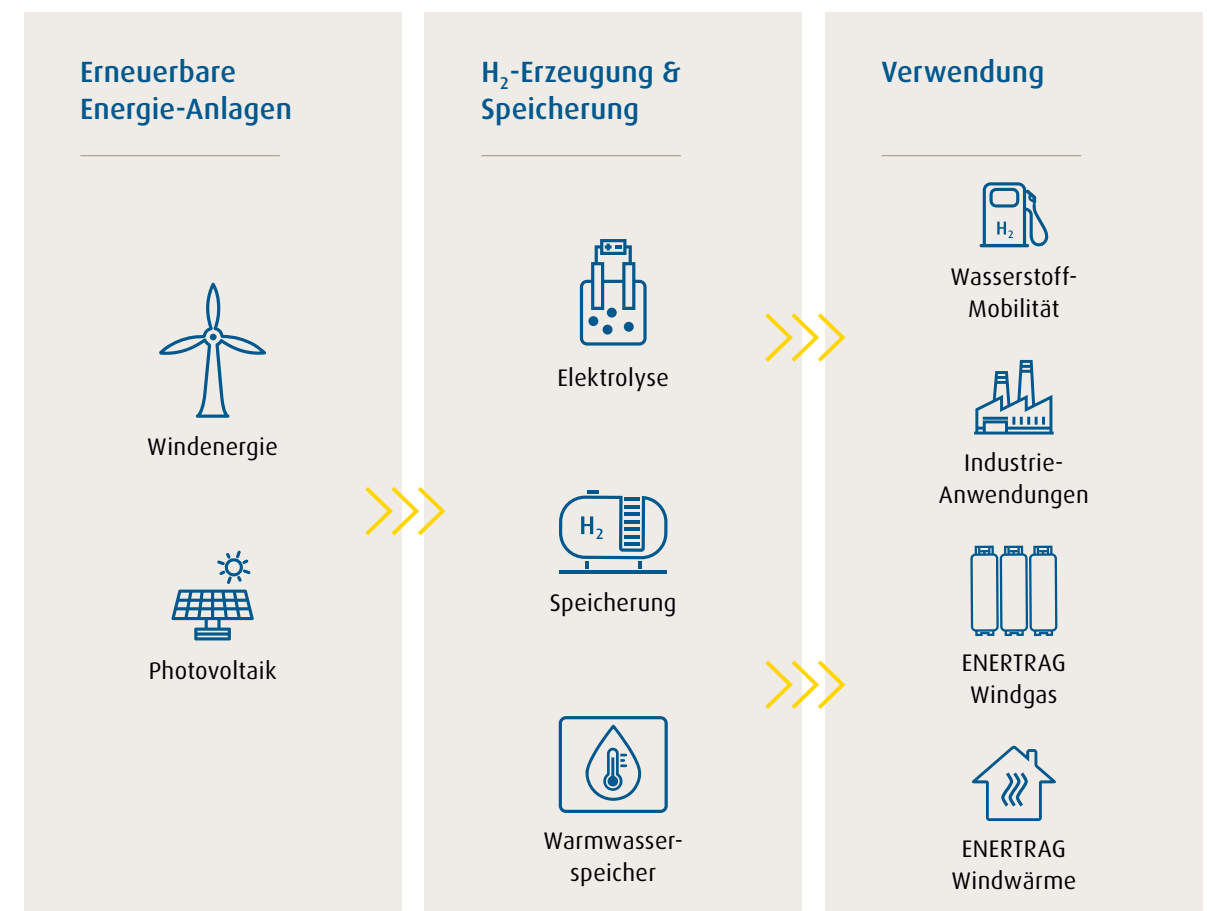 Erneuerbare
Energie-Anlagen
Windenergie
Photovoltaik
H₂-Erzeugung &
Speicherung
Elektrolyse
H₂
Speicherung
Warmwasser-
speicher
Verwendung
H₂
Wasserstoff-
Mobilität
Industrie-
Anwendungen
ENERTRAG
Windgas
ENERTRAG
Windwärme